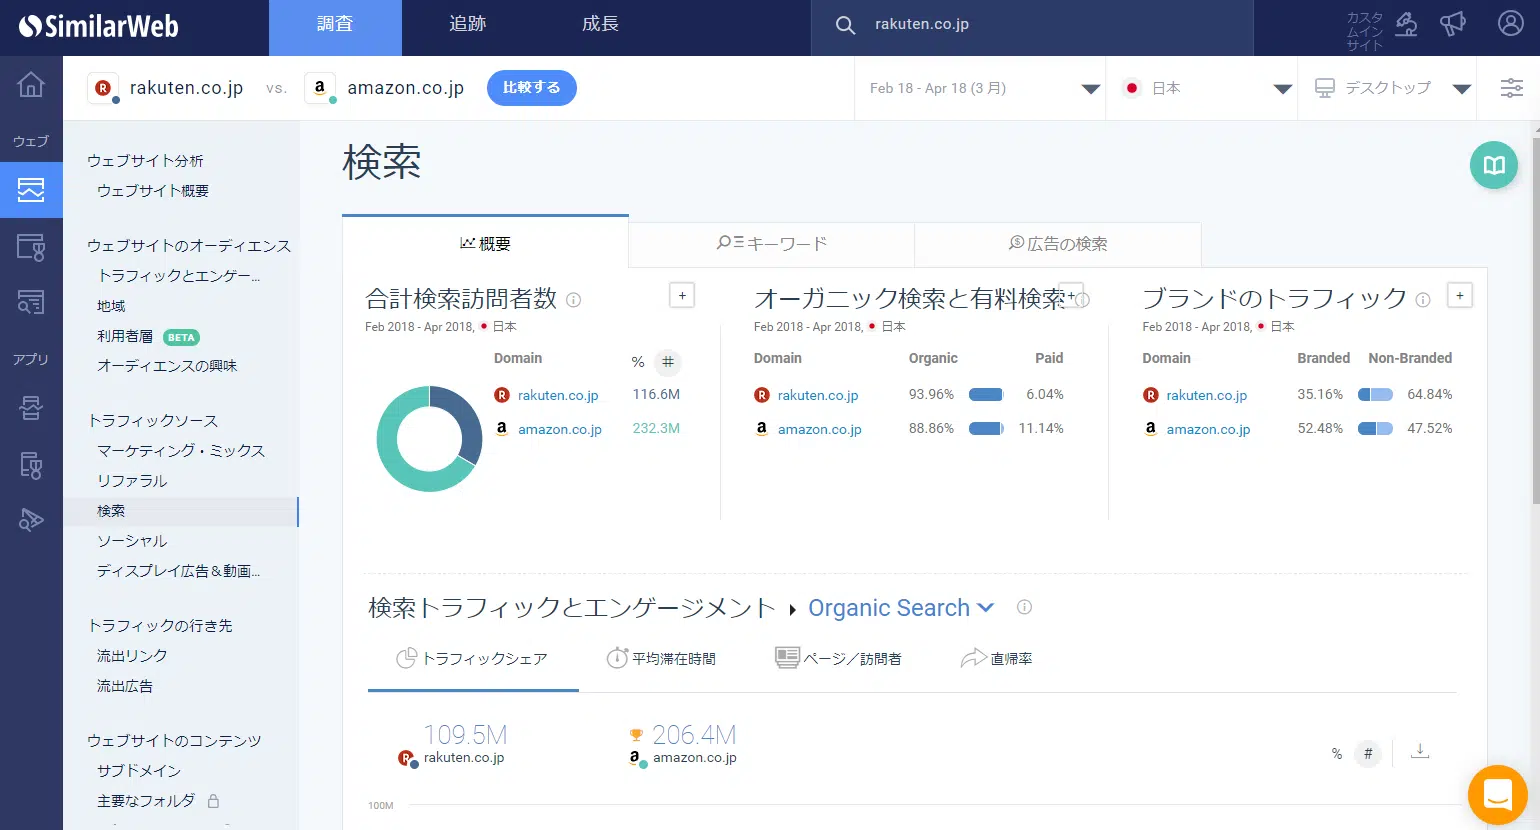 SimilarWeb
調査
追跡
成長
rakuten.co.jp
カスタ
ムイン
サイト
rakuten.co.jp
vs.
amazon.co.jp
比較する
Feb 18 - Apr 18 (3 月)
日本
デスクトップ
ウェブ
アプリ
ウェブサイト分析
ウェブサイト概要
ウェブサイトのオーディエンス
トラフィックとエンゲー...
地域
利用者層 BETA
オーディエンスの興味
トラフィックソース
マーケティング・ミックス
リファラル
検索
ソーシャル
ディスプレイ広告＆動画...
トラフィックの行き先
流出リンク
流出広告
ウェブサイトのコンテンツ
サブドメイン
主要なフォルダ
検索
概要
キーワード
広告の検索
合計検索訪問者数
Feb 2018 - Apr 2018, 日本
Domain % #
rakuten.co.jp 116.6M
amazon.co.jp 232.3M
オーガニック検索と有料検索
Feb 2018 - Apr 2018, 日本
Domain Organic Paid
rakuten.co.jp 93.96% 6.04%
amazon.co.jp 88.86% 11.14%
ブランドのトラフィック
Feb 2018 - Apr 2018, 日本
Domain Branded Non-Branded
rakuten.co.jp 35.16% 64.84%
amazon.co.jp 52.48% 47.52%
検索トラフィックとエンゲージメント Organic Search
トラフィックシェア
平均滞在時間
ページ／訪問者
直帰率
109.5M
rakuten.co.jp
206.4M
amazon.co.jp
% #
100M